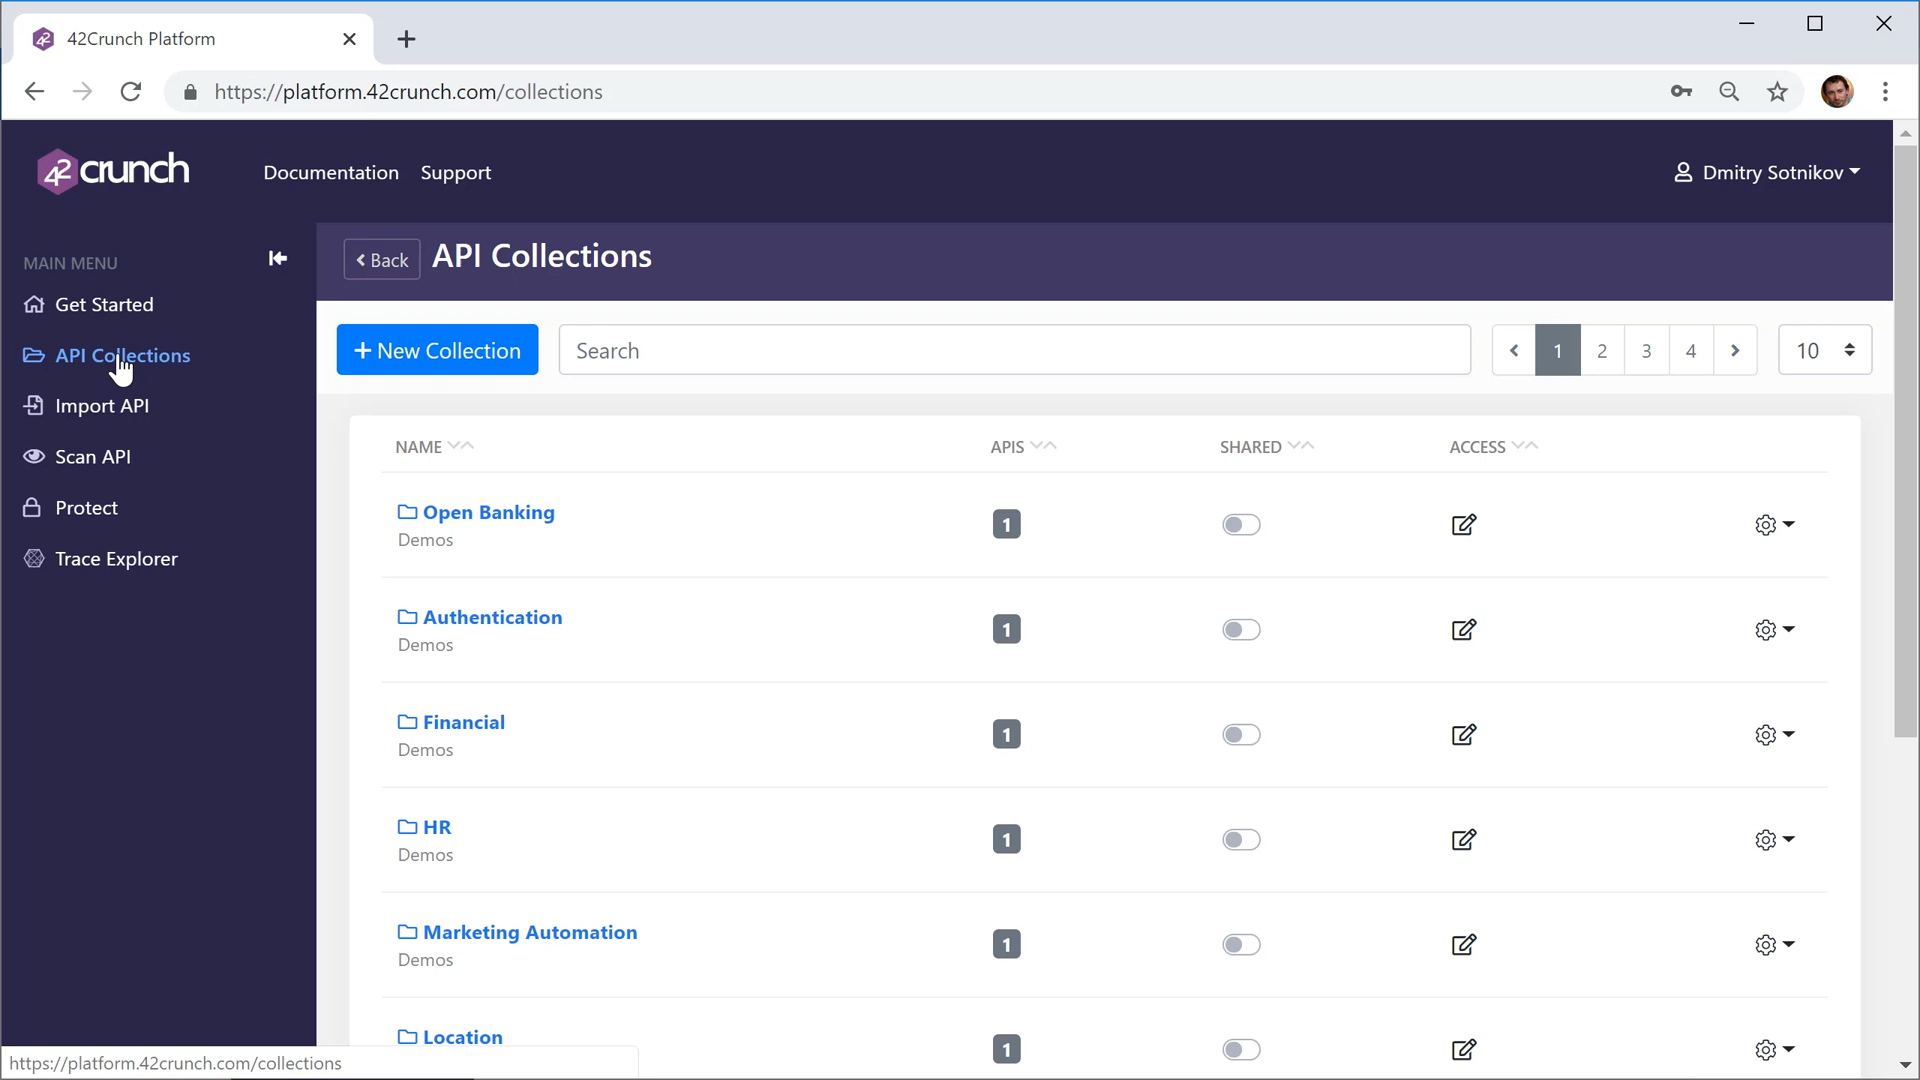 42Crunch Platform
https://platform.42crunch.com/collections
42crunch
Documentation
Support
Dmitry Sotnikov
MAIN MENU
Get Started
API Collections
Import API
Scan API
Protect
Trace Explorer
Back
API Collections
+ New Collection
Search
1
2
3
4
10
NAME
APIS
SHARED
ACCESS
Open Banking
Demos
1
Authentication
Demos
1
Financial
Demos
1
HR
Demos
1
Marketing Automation
Demos
1
Location
1
https://platform.42crunch.com/collections